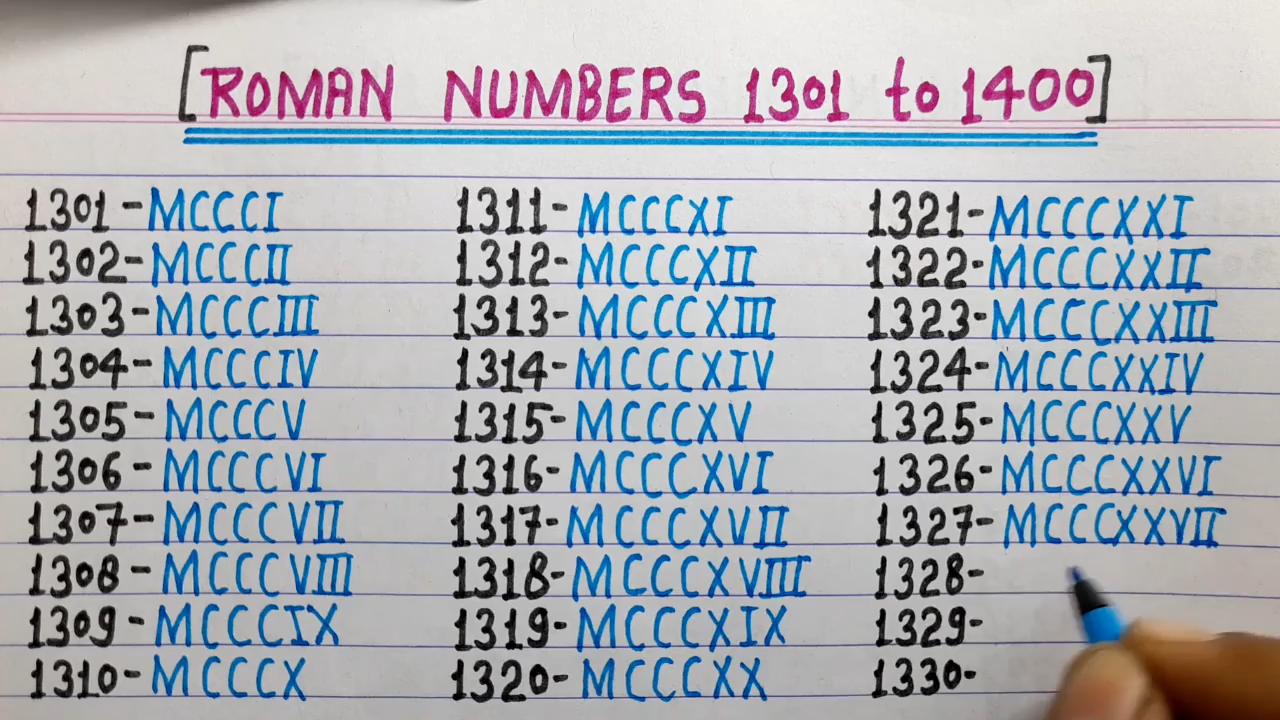 [ROMAN NUMBERS 1301 to 1400]
1301-MCCCI
1302-MCCCII
1303-MCCCIII
1304-MCCCIV
1305-MCCCV
1306-MCCCVI
1307-MCCCVII
1308-MCCCVIII
1309-MCCCIX
1310-MCCCX
1311-MCCCXI
1312-MCCCXII
1313-MCCCXIII
1314-MCCCXIV
1315-MCCCXV
1316-MCCCXVI
1317-MCCCXVII
1318-MCCCXVIII
1319-MCCCXIX
1320-MCCCXX
1321-MCCCXXI
1322-MCCCXXII
1323-MCCCXXIII
1324-MCCCXXIV
1325-MCCCXXV
1326-MCCCXXVI
1327-MCCCXXVII
1328-
1329-
1330-